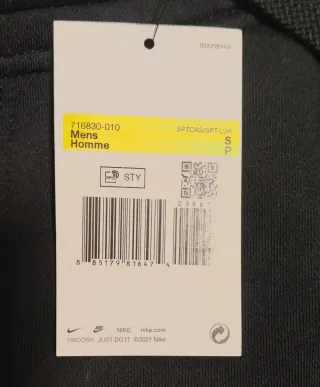 716830-010
SPTCAS/SPT LSR
Mens
S
Homme
P
STY
8 85179 81647 4
NIKE nike.com
SWOOSH JUST DO IT ©2021 Nike